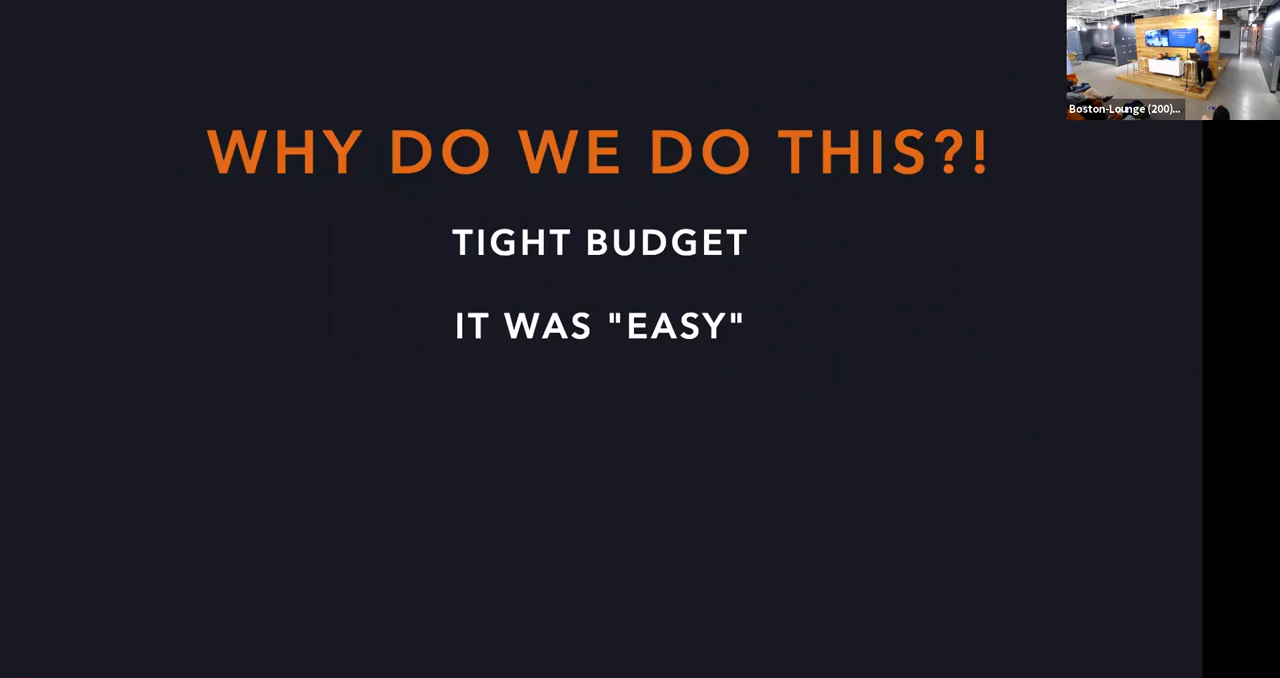 Boston-Lounge (200)...
WHY DO WE DO THIS?!
TIGHT BUDGET
IT WAS "EASY"